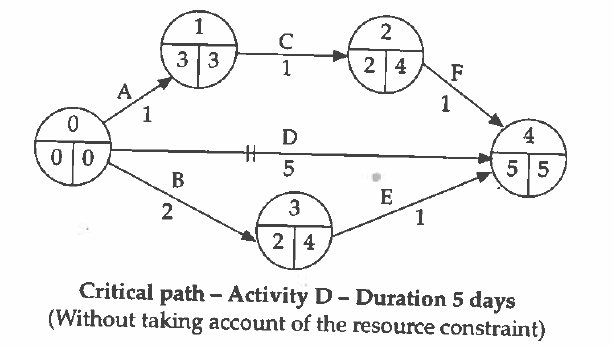 1
3 3
C
1
2
2 4
A
1
F
1
0
0 0
D
5
4
5 5
B
2
3
2 4
E
1
Critical path – Activity D – Duration 5 days
(Without taking account of the resource constraint)